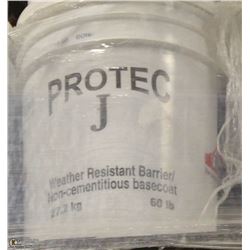 PROTEC
J
Weather Resistant Barrier/
Non-cementitious basecoat
27.2 kg 60 lb